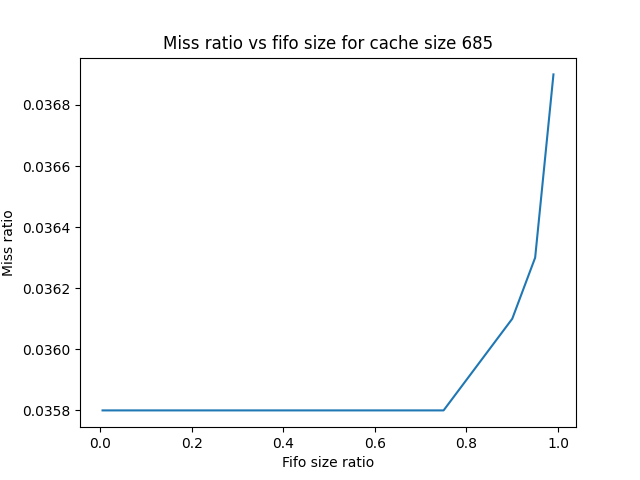 Miss ratio vs fifo size for cache size 685
0.0368
0.0366
0.0364
0.0362
0.0360
0.0358
Miss ratio
0.0 0.2 0.4 0.6 0.8 1.0
Fifo size ratio